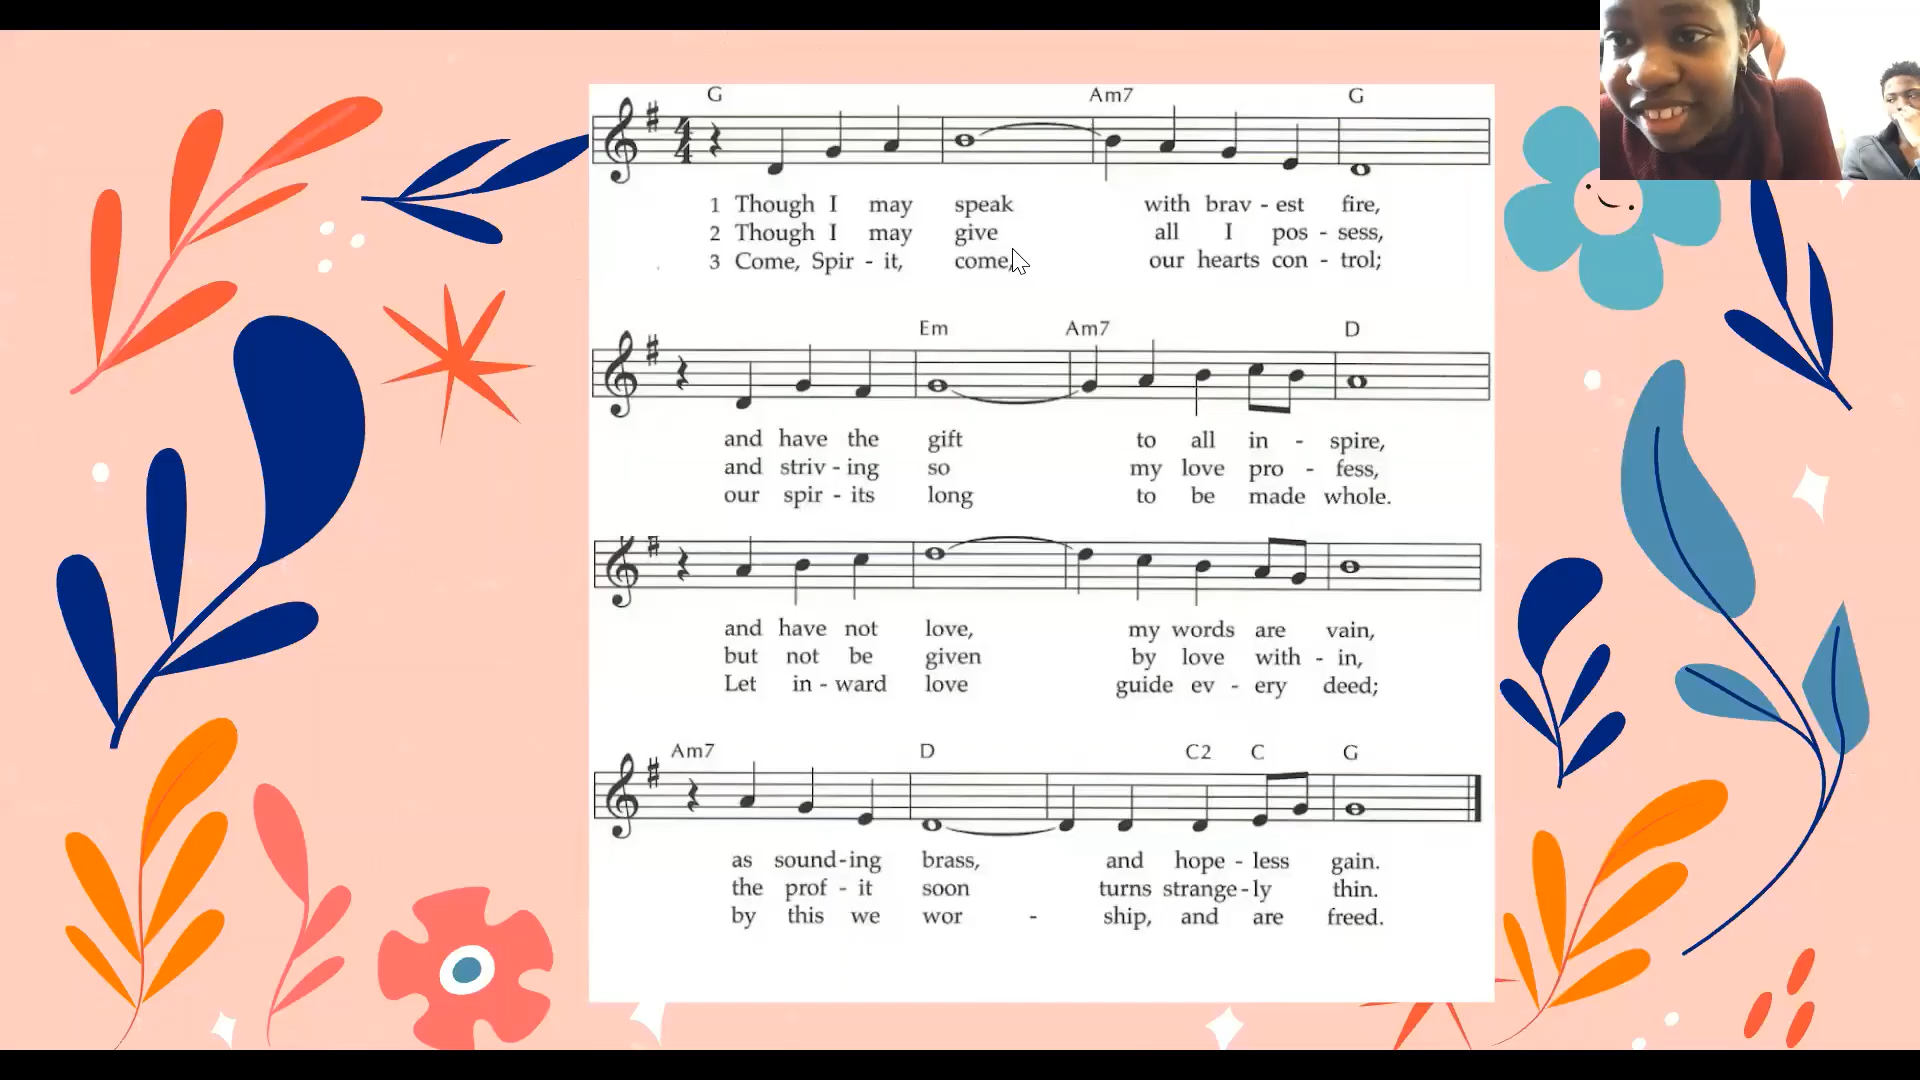 G Am7 G
4
4
1 Though I may speak with brav - est fire,
2 Though I may give all I pos - sess,
3 Come, Spir - it, come, our hearts con - trol;
Em Am7 D
and have the gift to all in - spire,
and striv - ing so my love pro - fess,
our spir - its long to be made whole.
and have not love, my words are vain,
but not be given by love with - in,
Let in - ward love guide ev - ery deed;
Am7 D C2 C G
as sound - ing brass, and hope - less gain.
the prof - it soon turns strange - ly thin.
by this we wor - ship, and are freed.